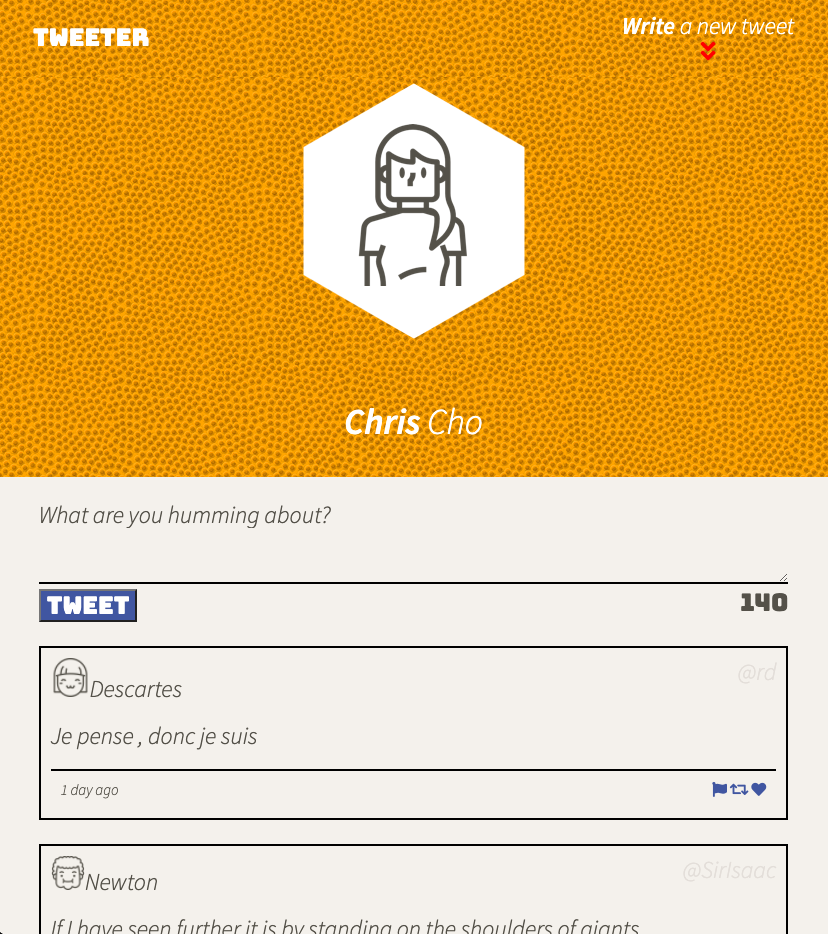 TWEETER
Write a new tweet
Chris Cho
What are you humming about?
TWEET
140
Descartes
@rd
Je pense , donc je suis
1 day ago
Newton
@SirIsaac
If I have seen further it is by standing on the shoulders of giants